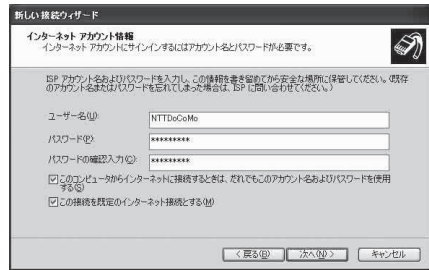 新しい接続ウィザード
インターネット アカウント情報
インターネット アカウントにサインインするにはアカウント名とパスワードが必要です。
ISP アカウント名およびパスワードを入力し、この情報を書き留めてから安全な場所に保管してください。(既存
のアカウント名またはパスワードを忘れてしまった場合は、ISP に問い合わせてください。)
ユーザー名(U):
NTTDoCoMo
パスワード(P):
*********
パスワードの確認入力(C):
*********
このコンピュータからインターネットに接続するときは、だれでもこのアカウント名およびパスワードを使用
する(S)
この接続を既定のインターネット接続とする(M)
< 戻る(B)
次へ(N) >
キャンセル